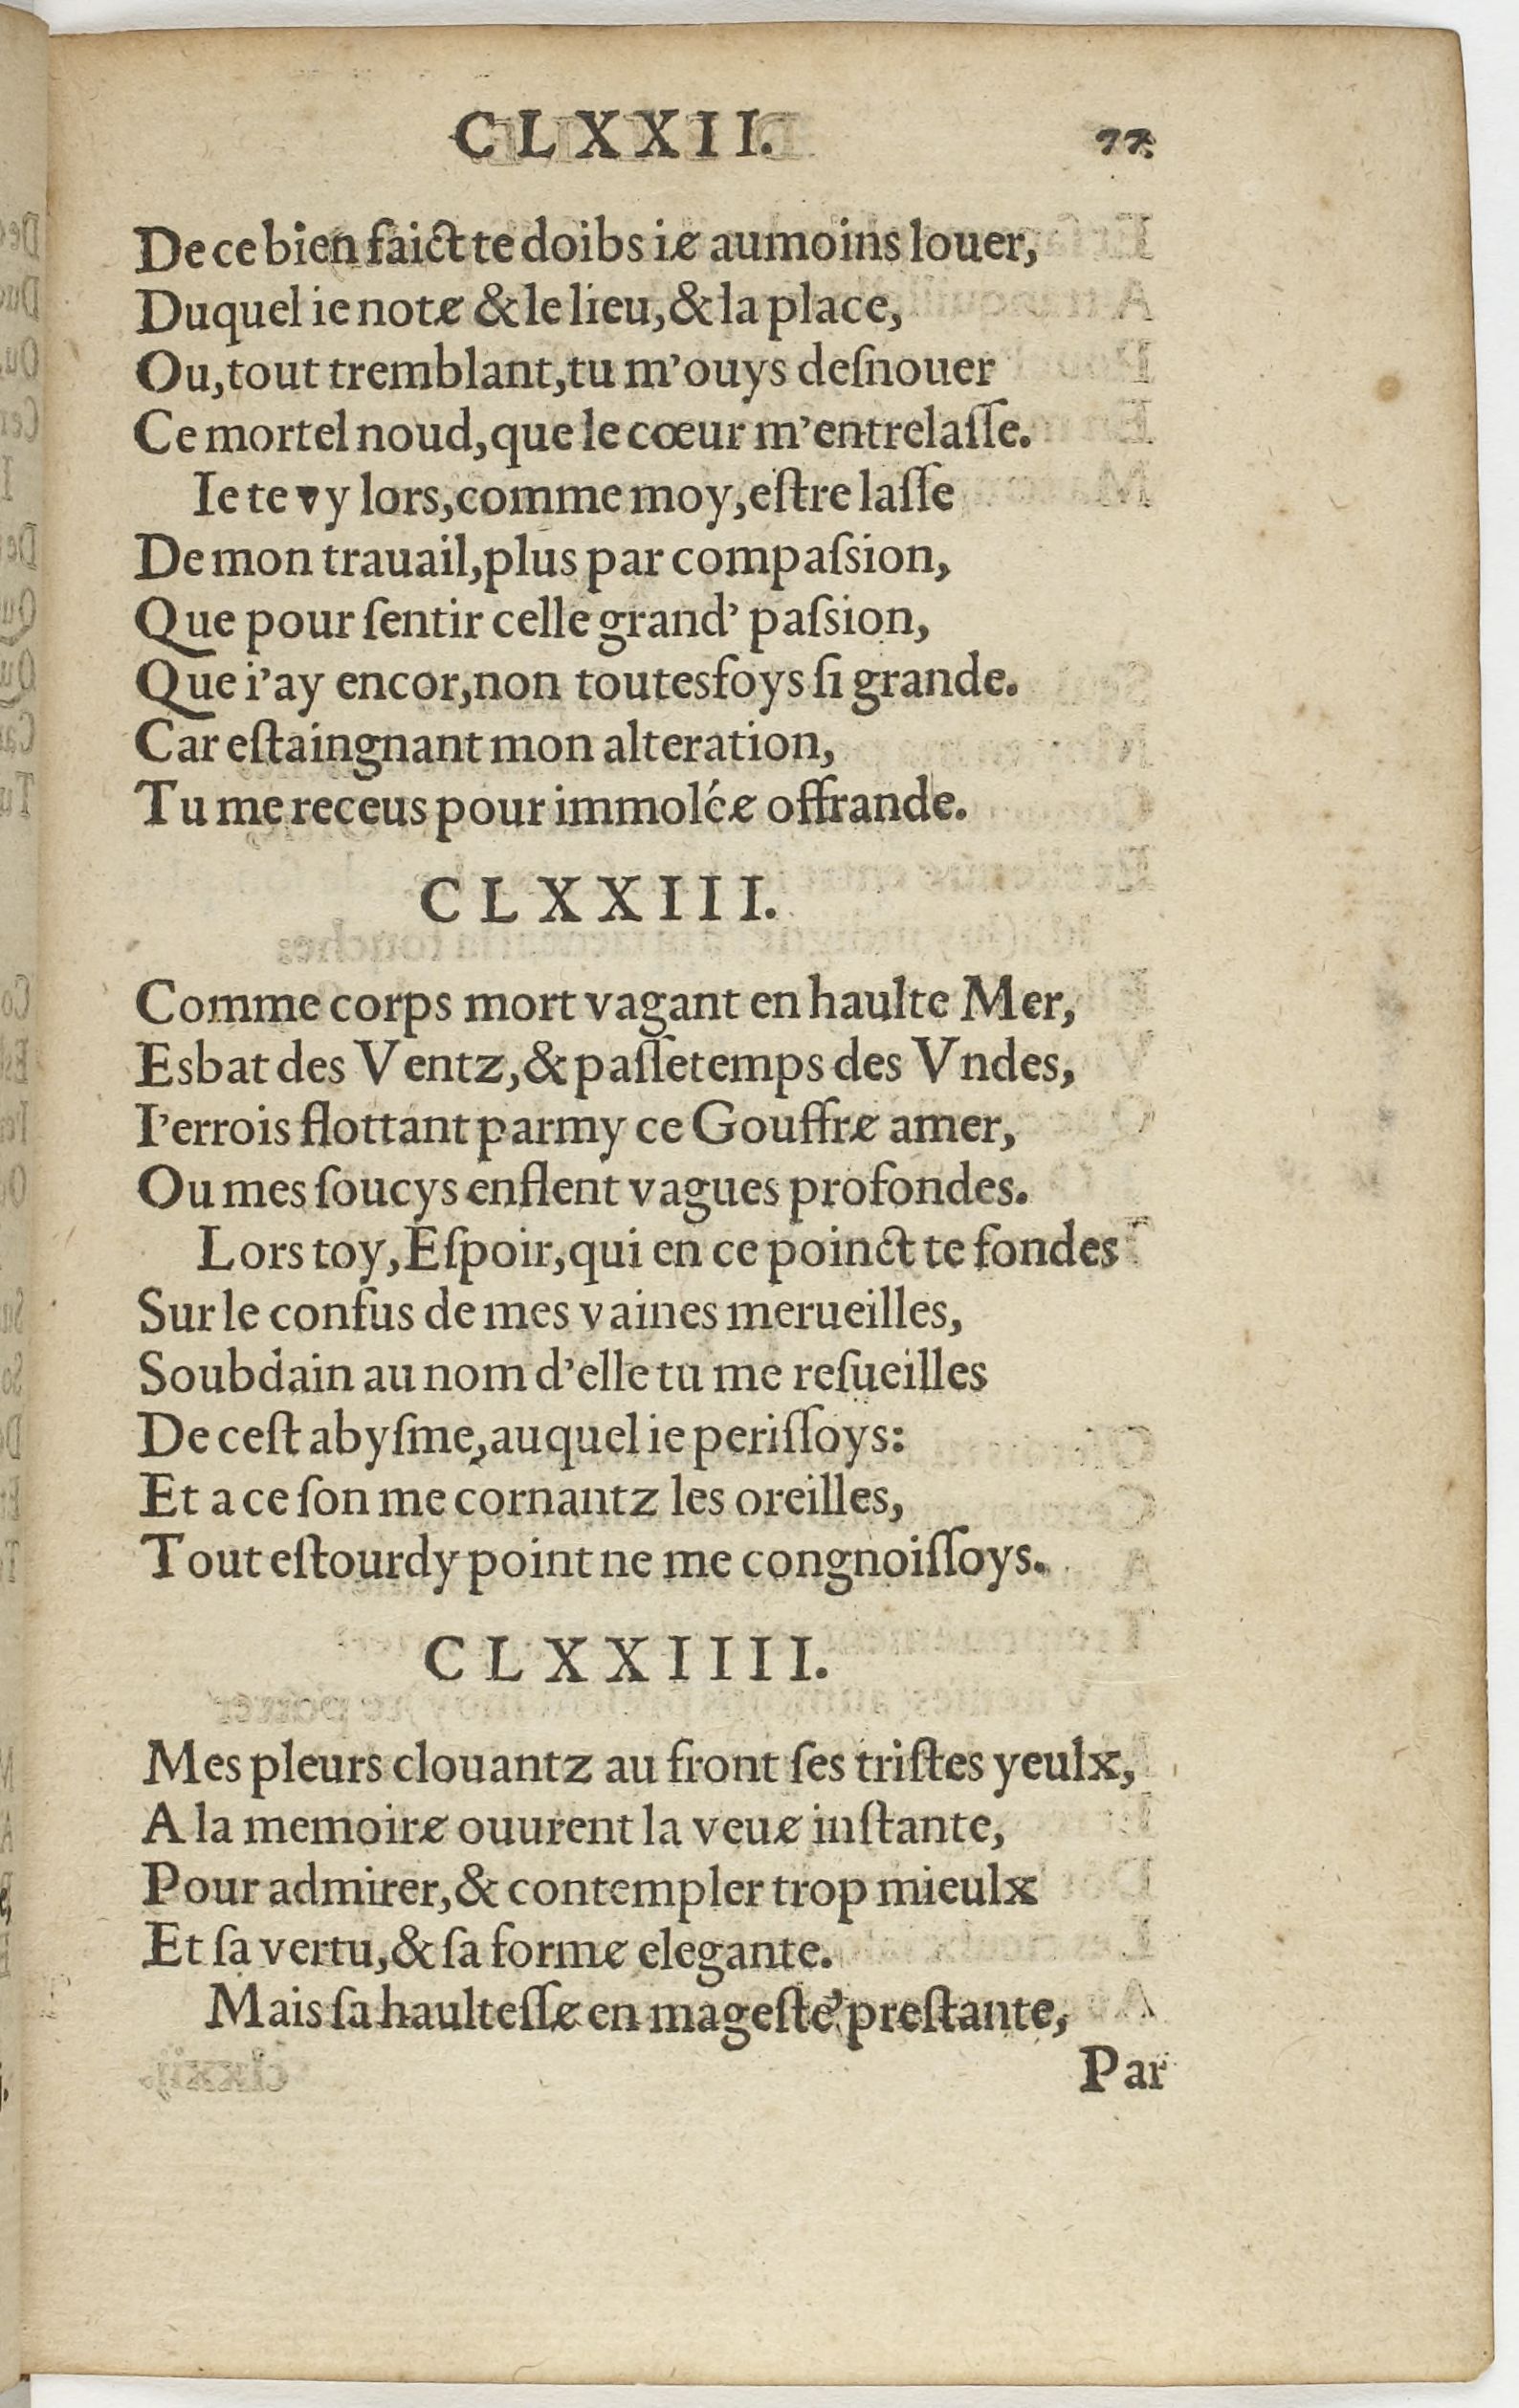 CLXXII. 77
De ce bien faict te doibs ie aumoins louer,
Duquel ie note & le lieu, & la place,
Ou, tout tremblant, tu m'ouys deſnouer
Ce mortel noud, que le cœur m'entrelaſſe.
Ie te vy lors, comme moy, eſtre laſſe
De mon trauail, plus par compaſsion,
Que pour ſentir celle grand' paſsion,
Que i'ay encor, non toutesfoys ſi grande.
Car eſtaingnant mon alteration,
Tu me receus pour immolée offrande.
CLXXIII.
Comme corps mort vagant en haulte Mer,
Esbat des Ventz, & paſſetemps des Vndes,
I'errois flottant parmy ce Gouffre amer,
Ou mes ſoucys enflent vagues profondes.
Lors toy, Eſpoir, qui en ce poinct te fondes
Sur le confus de mes vaines merueilles,
Soubdain au nom d'elle tu me reſueilles
De ceſt abyſme, auquel ie periſſoys:
Et a ce ſon me cornantz les oreilles,
Tout eſtourdy point ne me congnoiſſoys.
CLXXIIII.
Mes pleurs clouantz au front ſes triſtes yeulx,
A la memoire ouurent la veue inſtante,
Pour admirer, & contempler trop mieulx
Et ſa vertu, & ſa forme elegante.
Mais ſa haulteſſe en mageſté preſtante,
Par